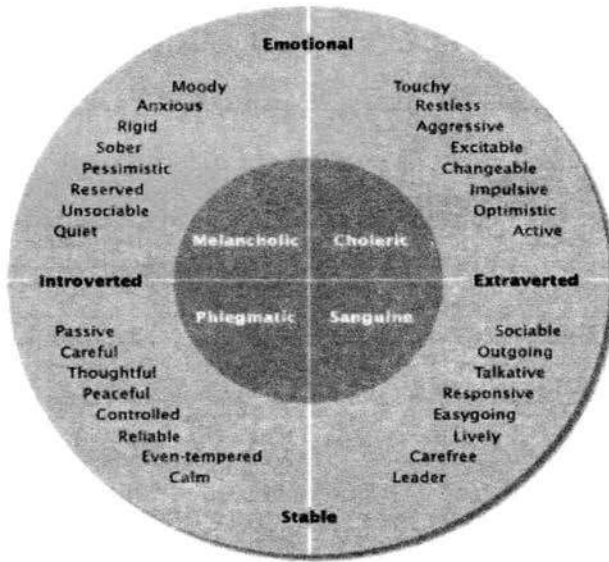 Emotional
Moody
Anxious
Rigid
Sober
Pessimistic
Reserved
Unsociable
Quiet
Touchy
Restless
Aggressive
Excitable
Changeable
Impulsive
Optimistic
Active
Melancholic
Choleric
Introverted
Extraverted
Phlegmatic
Sanguine
Passive
Careful
Thoughtful
Peaceful
Controlled
Reliable
Even-tempered
Calm
Sociable
Outgoing
Talkative
Responsive
Easygoing
Lively
Carefree
Leader
Stable